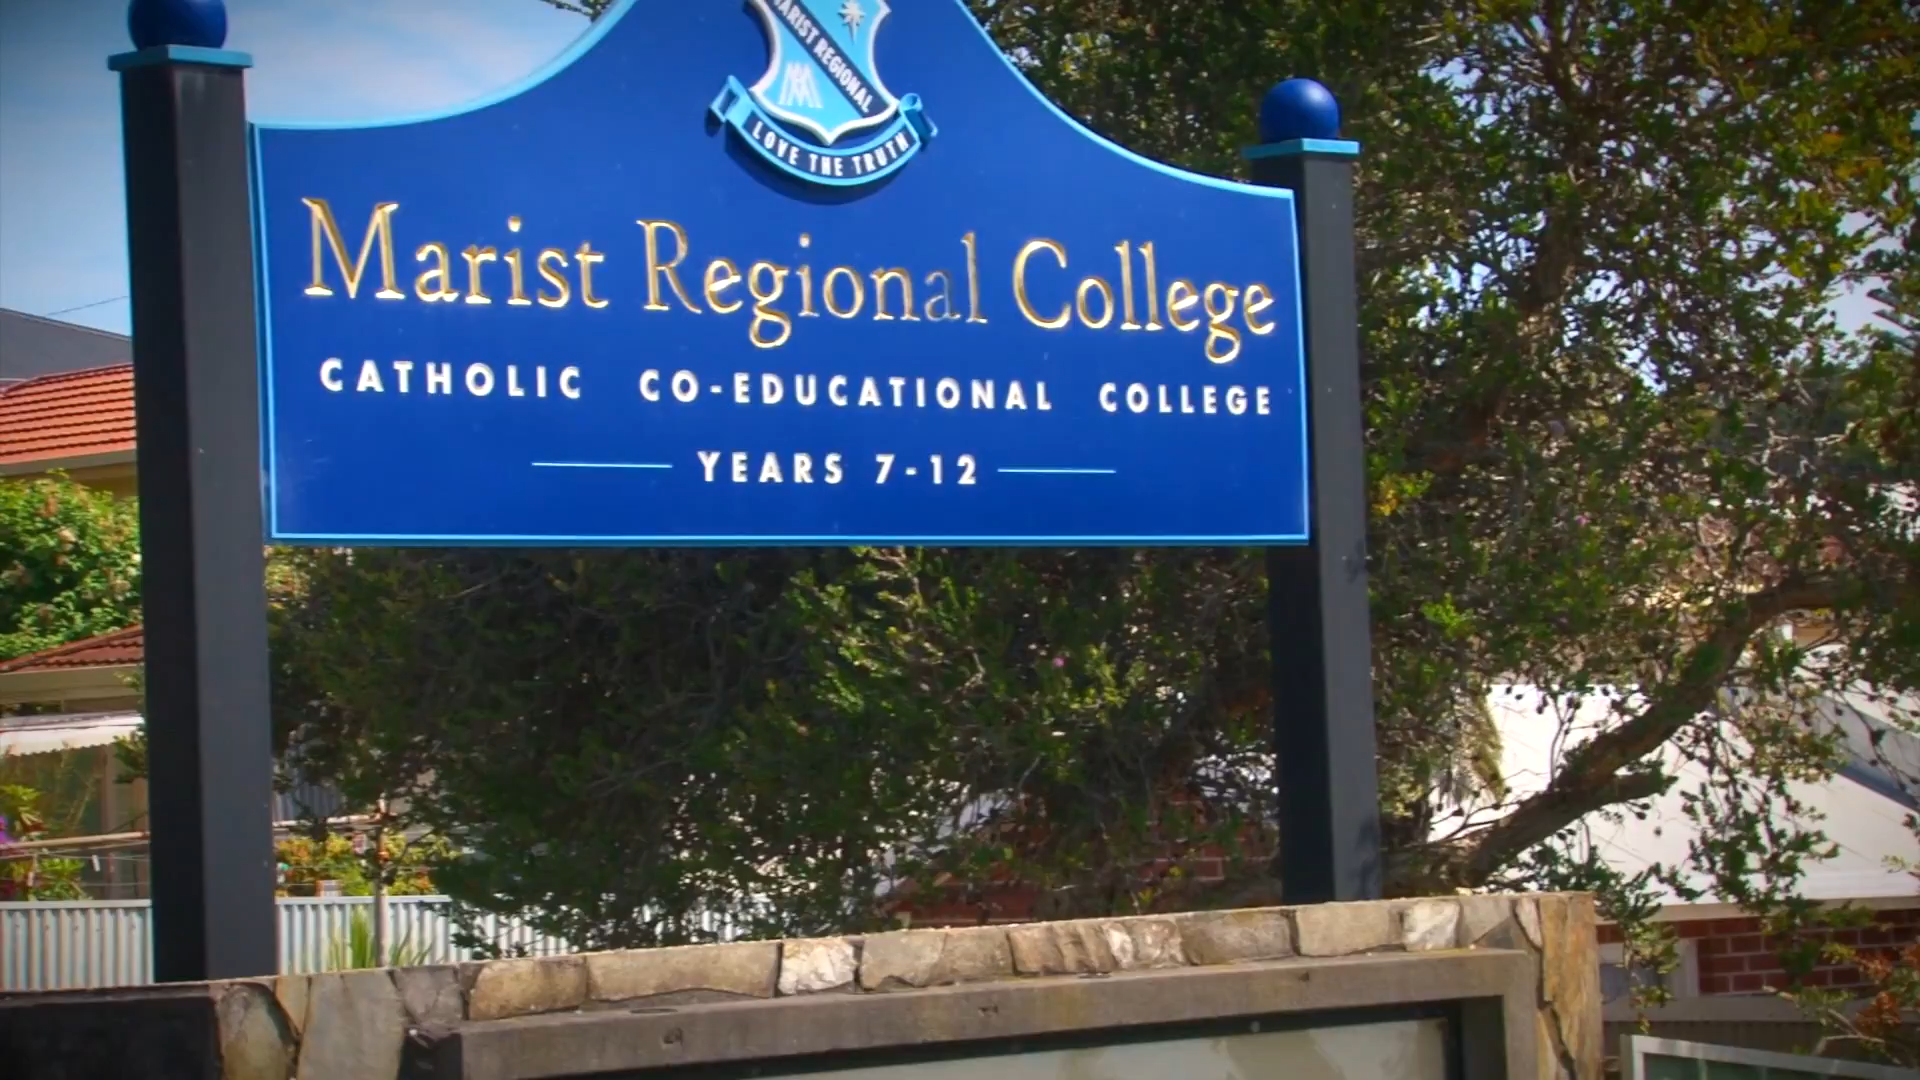 MARIST REGIONAL
LOVE THE TRUTH
Marist Regional College
CATHOLIC CO-EDUCATIONAL COLLEGE
YEARS 7-12